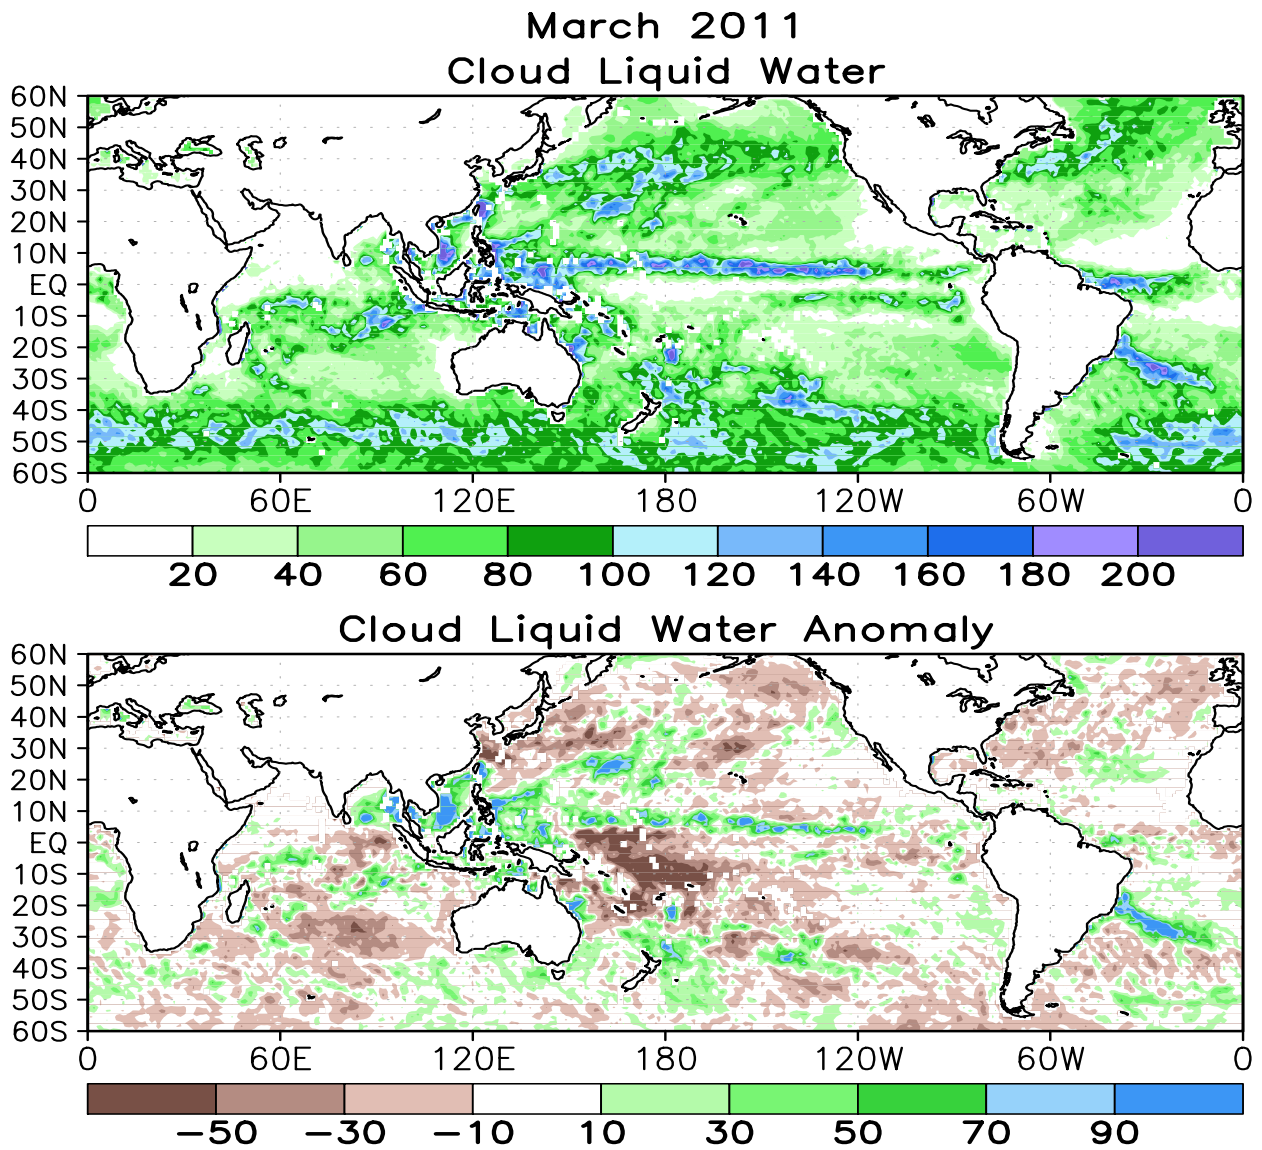 March 2011
Cloud Liquid Water
60N
50N
40N
30N
20N
10N
EQ
10S
20S
30S
40S
50S
60S
0 60E 120E 180 120W 60W 0
20 40 60 80 100 120 140 160 180 200
Cloud Liquid Water Anomaly
60N
50N
40N
30N
20N
10N
EQ
10S
20S
30S
40S
50S
60S
0 60E 120E 180 120W 60W 0
−50 −30 −10 10 30 50 70 90